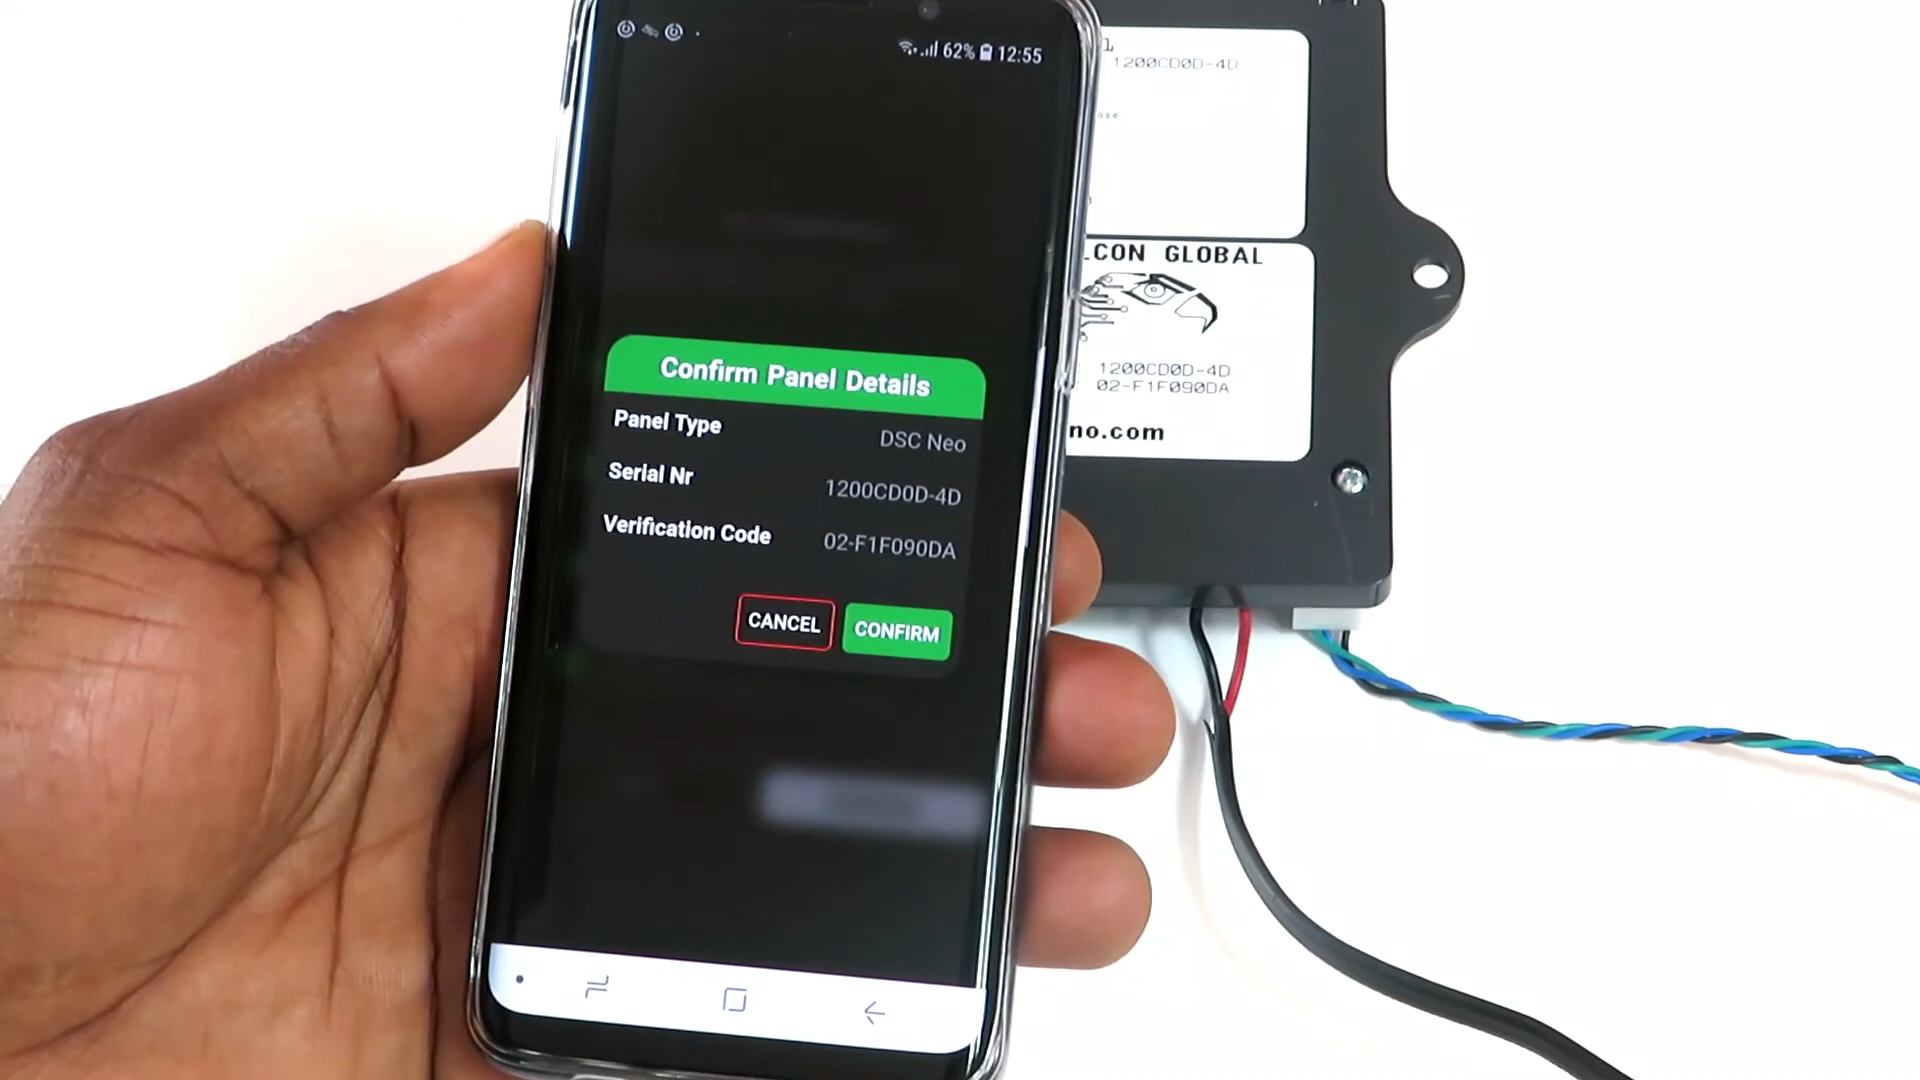 62% 12:55
Confirm Panel Details
Panel Type DSC Neo
Serial Nr 1200CD0D-4D
Verification Code 02-F1F090DA
CANCEL CONFIRM
1200CD0D-4D
LCON GLOBAL
1200CD0D-4D
02-F1F090DA
no.com